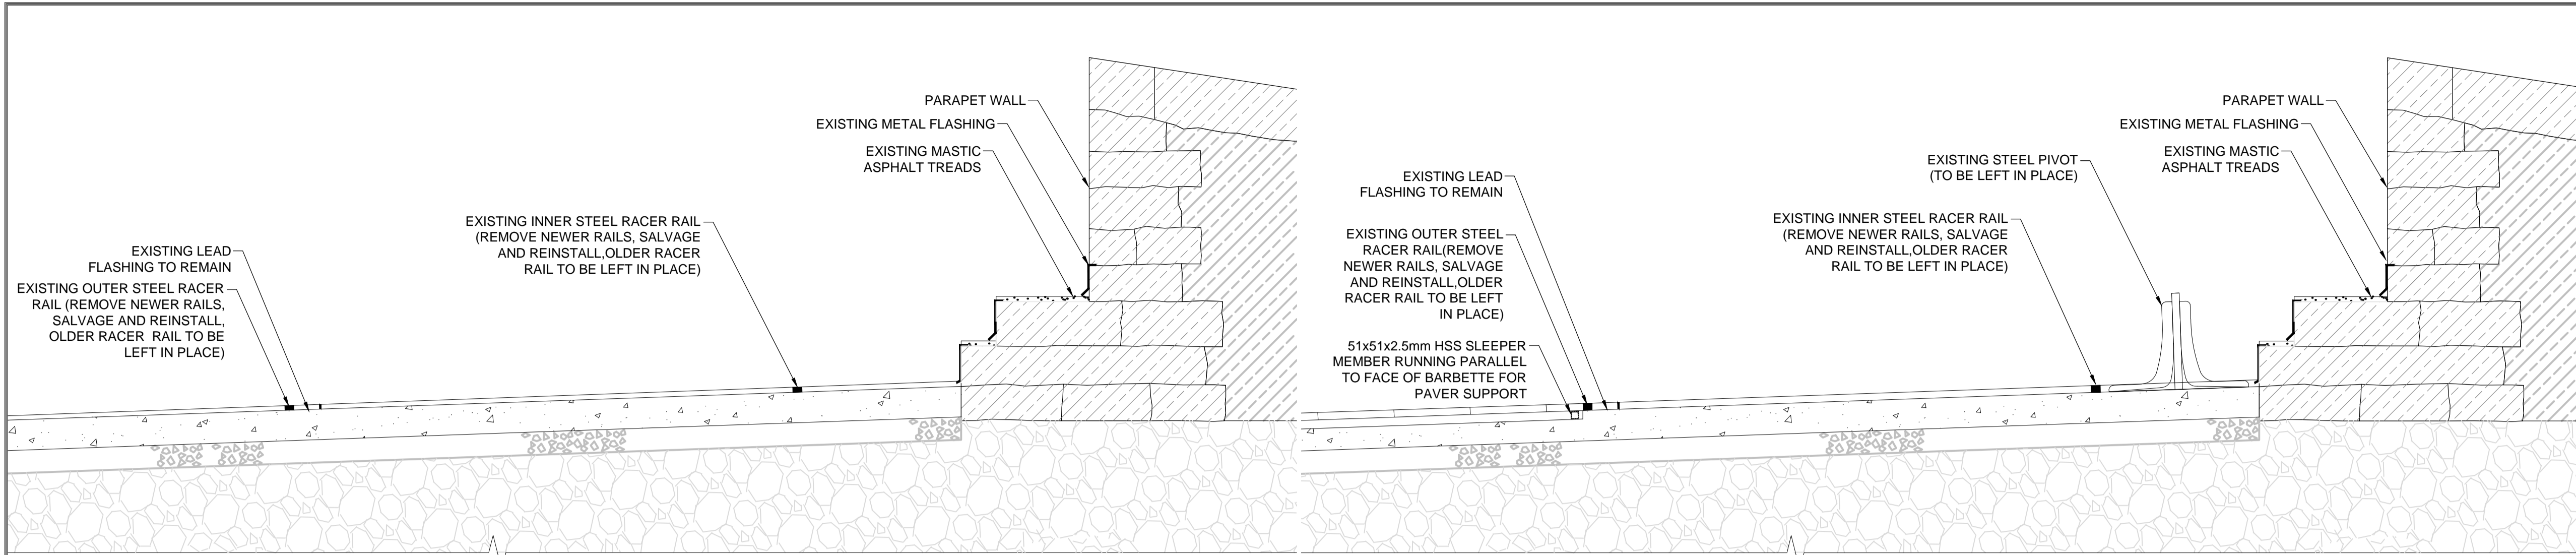 PARAPET WALL
EXISTING METAL FLASHING
EXISTING MASTIC
ASPHALT TREADS
EXISTING INNER STEEL RACER RAIL
(REMOVE NEWER RAILS, SALVAGE
AND REINSTALL,OLDER RACER
RAIL TO BE LEFT IN PLACE)
EXISTING LEAD
FLASHING TO REMAIN
EXISTING OUTER STEEL RACER
RAIL (REMOVE NEWER RAILS,
SALVAGE AND REINSTALL,
OLDER RACER RAIL TO BE
LEFT IN PLACE)
PARAPET WALL
EXISTING METAL FLASHING
EXISTING MASTIC
ASPHALT TREADS
EXISTING STEEL PIVOT
(TO BE LEFT IN PLACE)
EXISTING LEAD
FLASHING TO REMAIN
EXISTING INNER STEEL RACER RAIL
(REMOVE NEWER RAILS, SALVAGE
AND REINSTALL,OLDER RACER
RAIL TO BE LEFT IN PLACE)
EXISTING OUTER STEEL
RACER RAIL(REMOVE
NEWER RAILS, SALVAGE
AND REINSTALL,OLDER
RACER RAIL TO BE LEFT
IN PLACE)
51x51x2.5mm HSS SLEEPER
MEMBER RUNNING PARALLEL
TO FACE OF BARBETTE FOR
PAVER SUPPORT